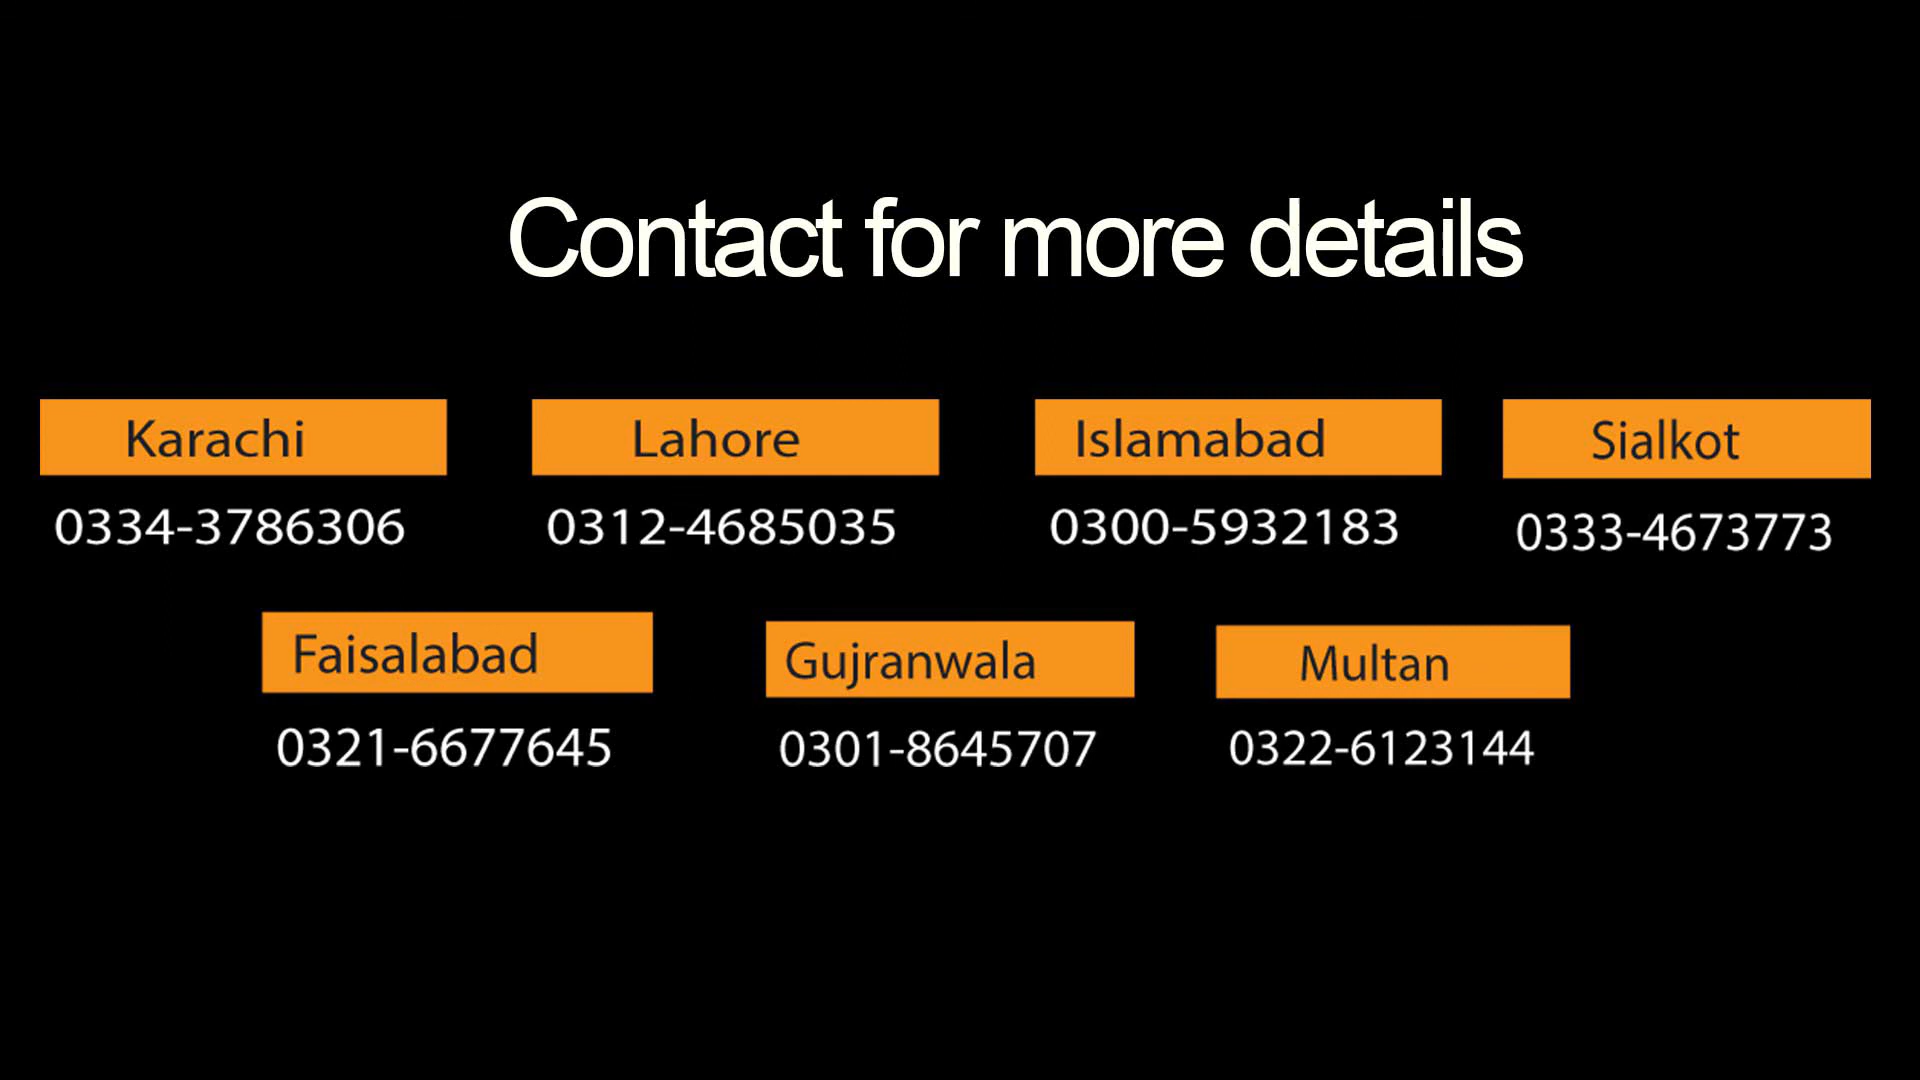 Contact for more details
Karachi Lahore Islamabad Sialkot
0334-3786306 0312-4685035 0300-5932183 0333-4673773
Faisalabad Gujranwala Multan
0321-6677645 0301-8645707 0322-6123144